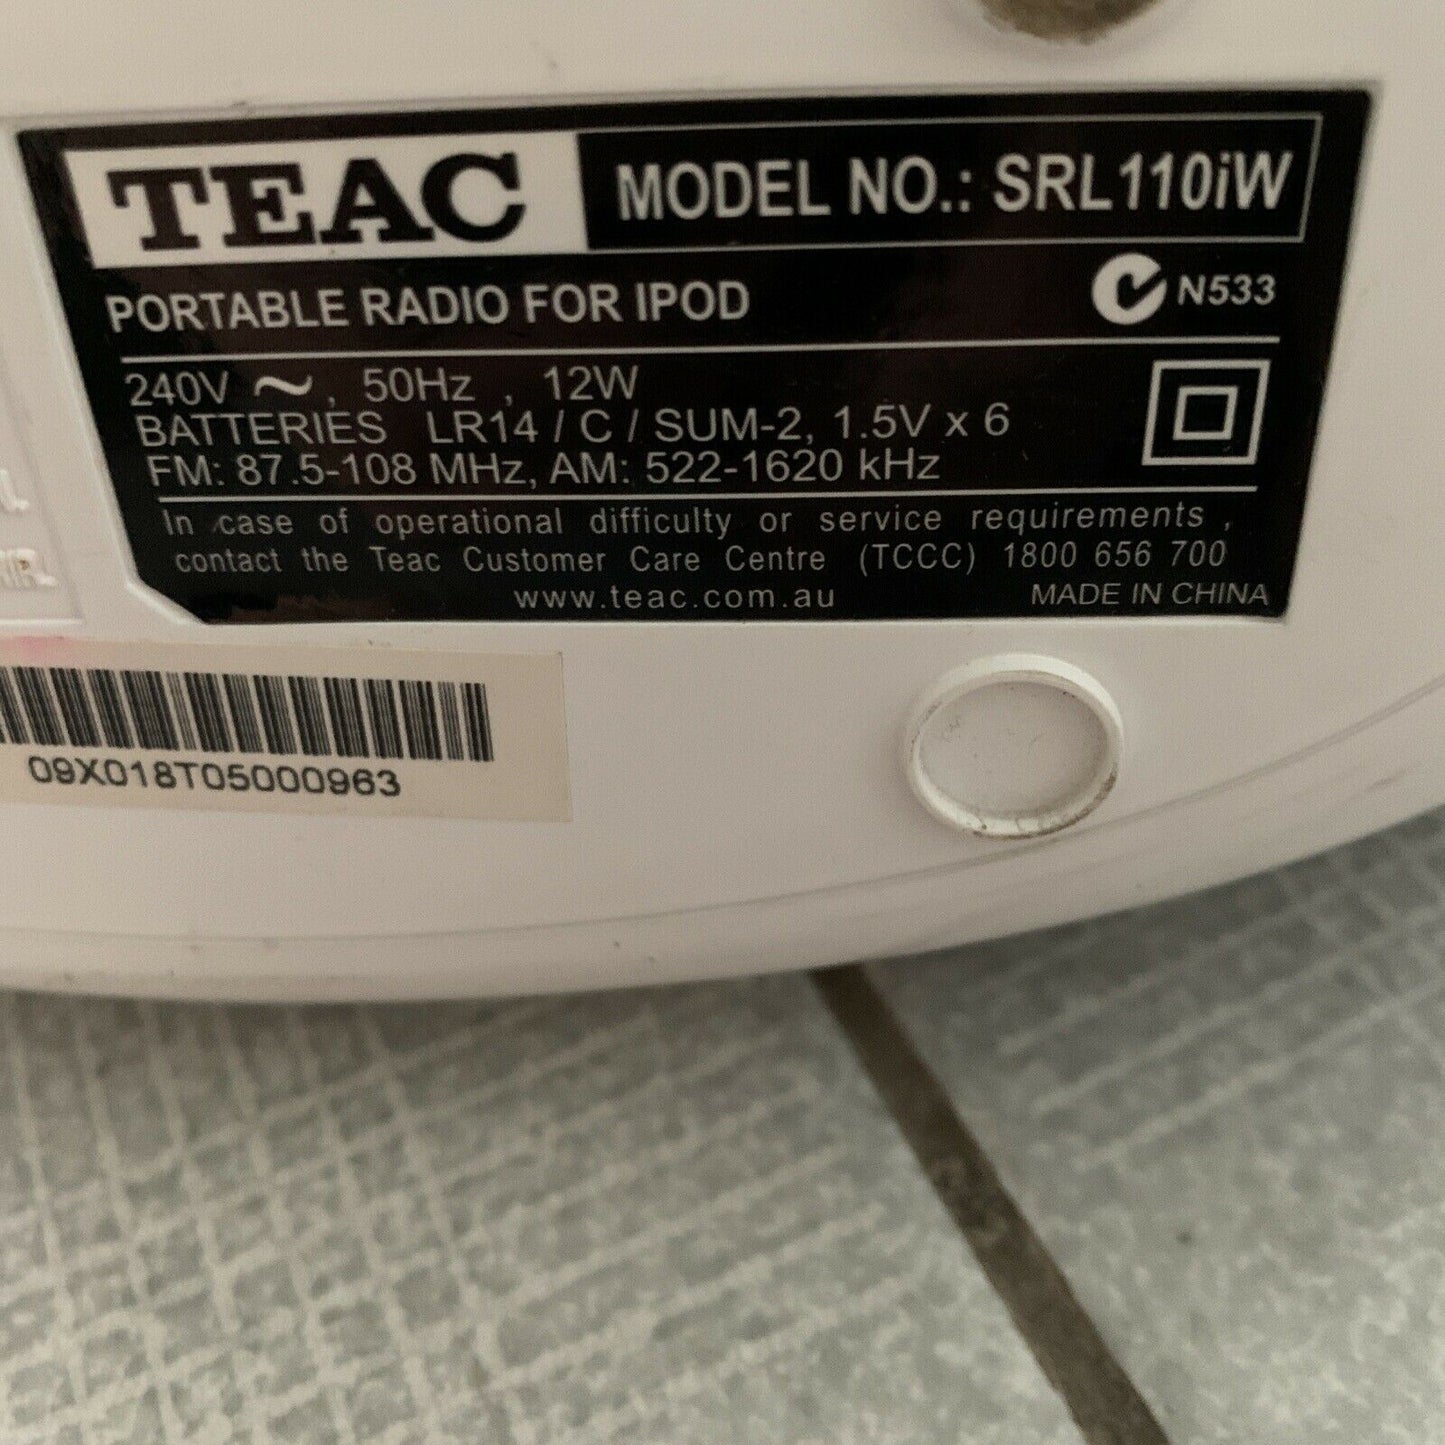 TEAC MODEL NO.: SRL110iW
PORTABLE RADIO FOR IPOD N533
240V ~, 50Hz , 12W
BATTERIES LR14 / C / SUM-2, 1.5V x 6
FM: 87.5-108 MHz, AM: 522-1620 kHz
In case of operational difficulty or service requirements ,
contact the Teac Customer Care Centre (TCCC) 1800 656 700
www.teac.com.au MADE IN CHINA
09X018T05000963